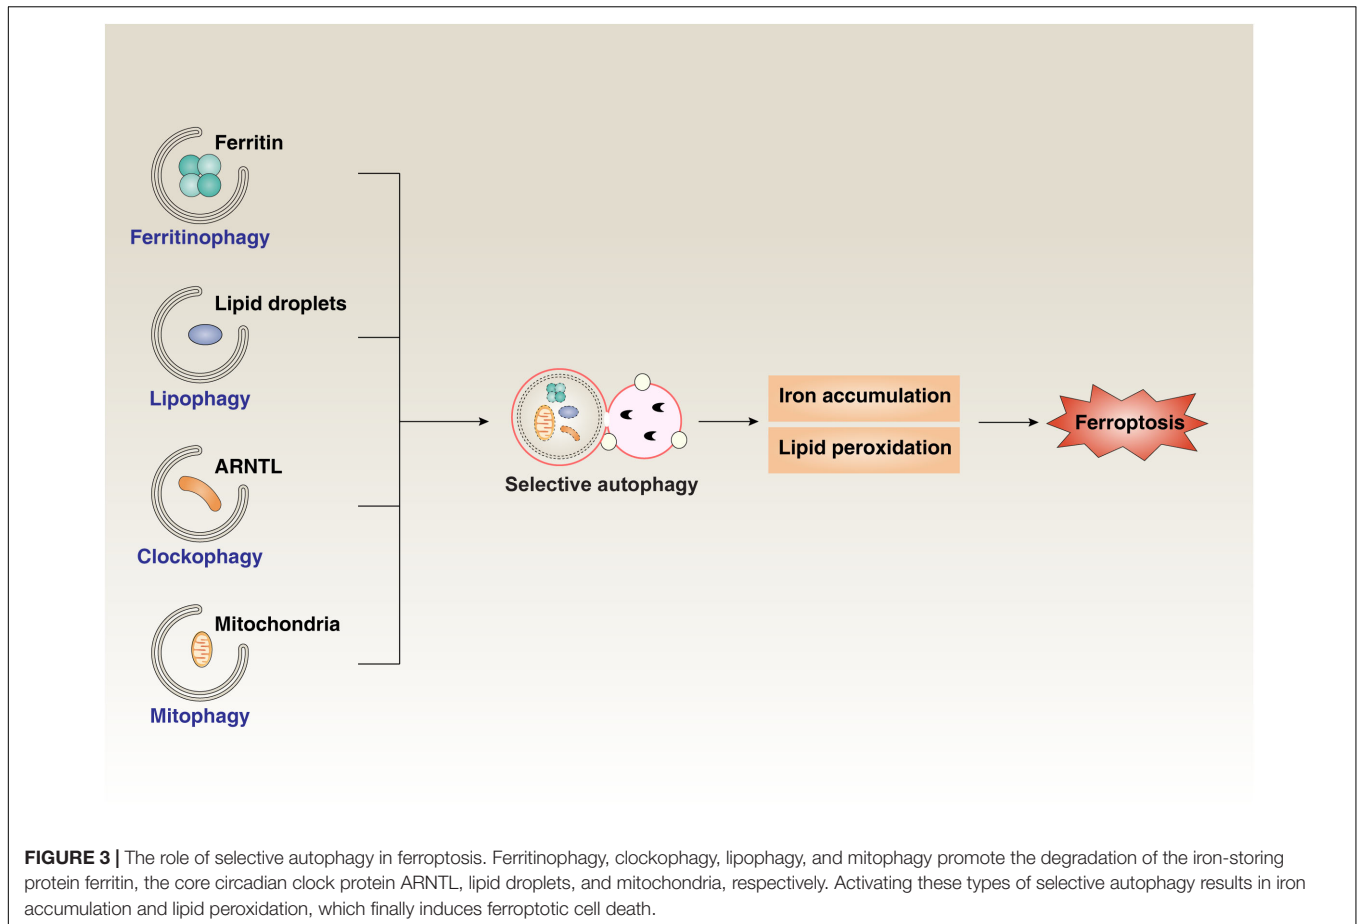 Ferritin
Ferritinophagy
Lipid droplets
Lipophagy
ARNTL
Clockophagy
Mitochondria
Mitophagy
Selective autophagy
Iron accumulation
Lipid peroxidation
Ferroptosis
FIGURE 3 | The role of selective autophagy in ferroptosis. Ferritinophagy, clockophagy, lipophagy, and mitophagy promote the degradation of the iron-storing
protein ferritin, the core circadian clock protein ARNTL, lipid droplets, and mitochondria, respectively. Activating these types of selective autophagy results in iron
accumulation and lipid peroxidation, which finally induces ferroptotic cell death.